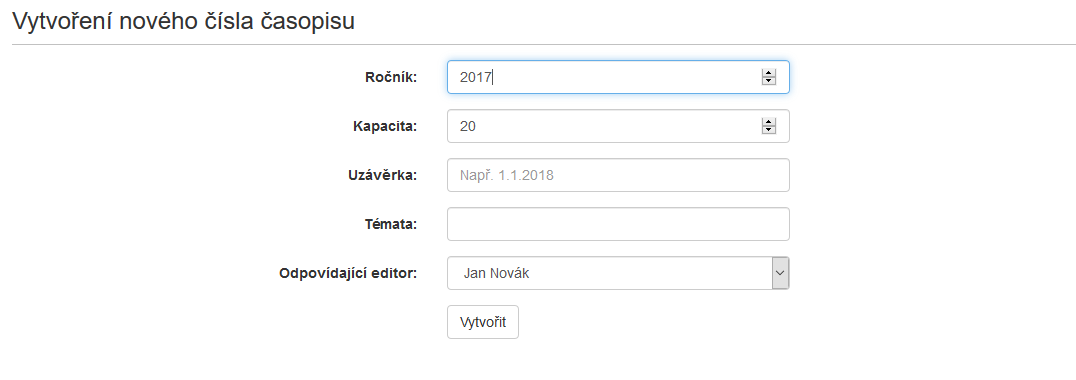 Vytvoření nového čísla časopisu
Ročník: 2017
Kapacita: 20
Uzávěrka: Např. 1.1.2018
Témata:
Odpovídající editor: Jan Novák
Vytvořit